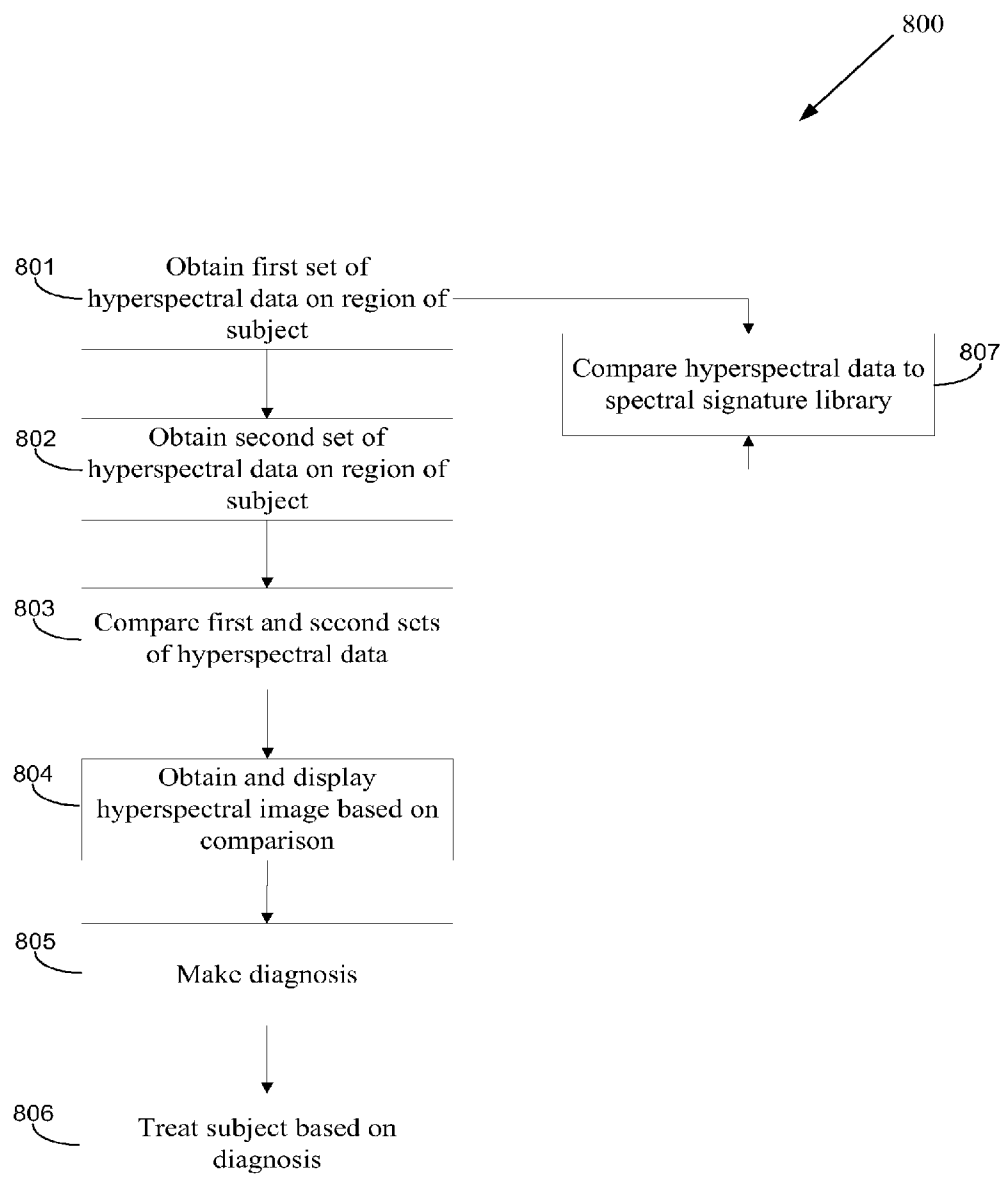 800
801
Obtain first set of
hyperspectral data on region of
subject
807
Compare hyperspectral data to
spectral signature library
802
Obtain second set of
hyperspectral data on region of
subject
803
Compare first and second sets
of hyperspectral data
804
Obtain and display
hyperspectral image based on
comparison
805
Make diagnosis
806
Treat subject based on
diagnosis